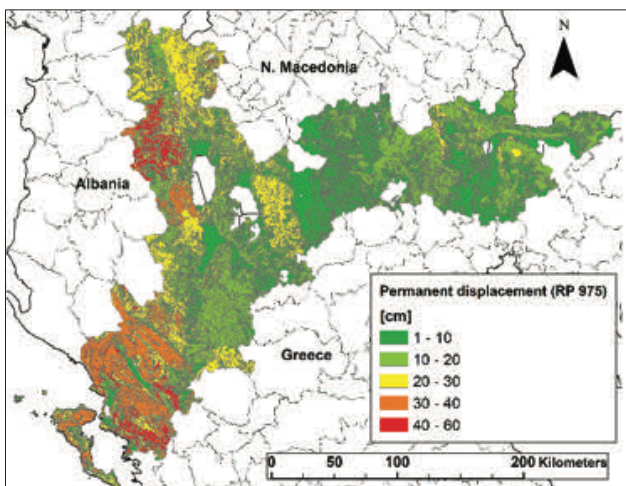 N. Macedonia
N
Albania
Permanent displacement (RP 975)
[cm]
1 - 10
10 - 20
20 - 30
30 - 40
40 - 60
Greece
0 50 100 200 Kilometers